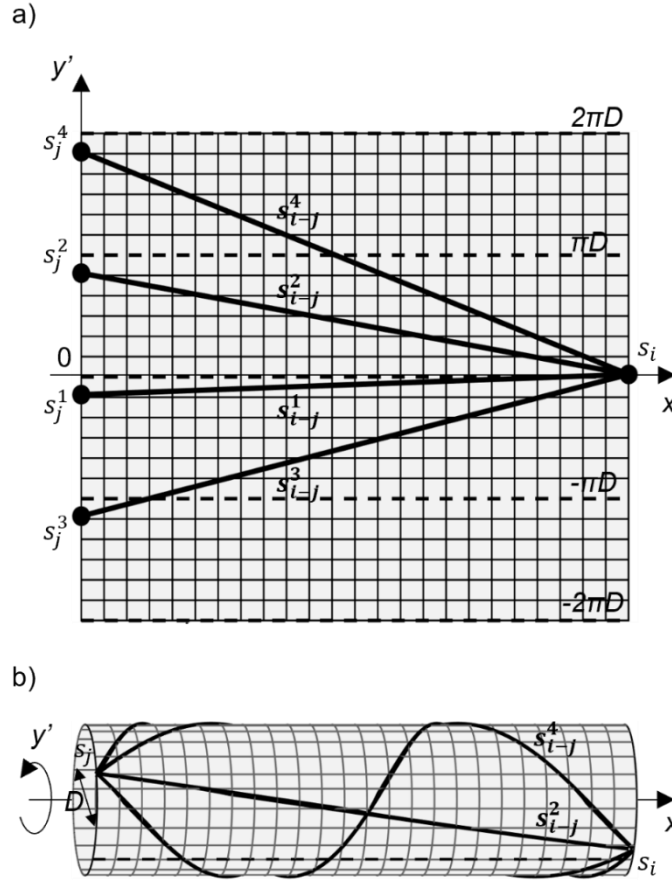 a)
y'
2πD
s_j^4
s_{i-j}^4
πD
s_j^2
s_{i-j}^2
0
s_i
x
s_j^1
s_{i-j}^1
s_{i-j}^3
-πD
s_j^3
-2πD
b)
y'
s_j
s_{i-j}^4
D
x
s_{i-j}^2
s_i